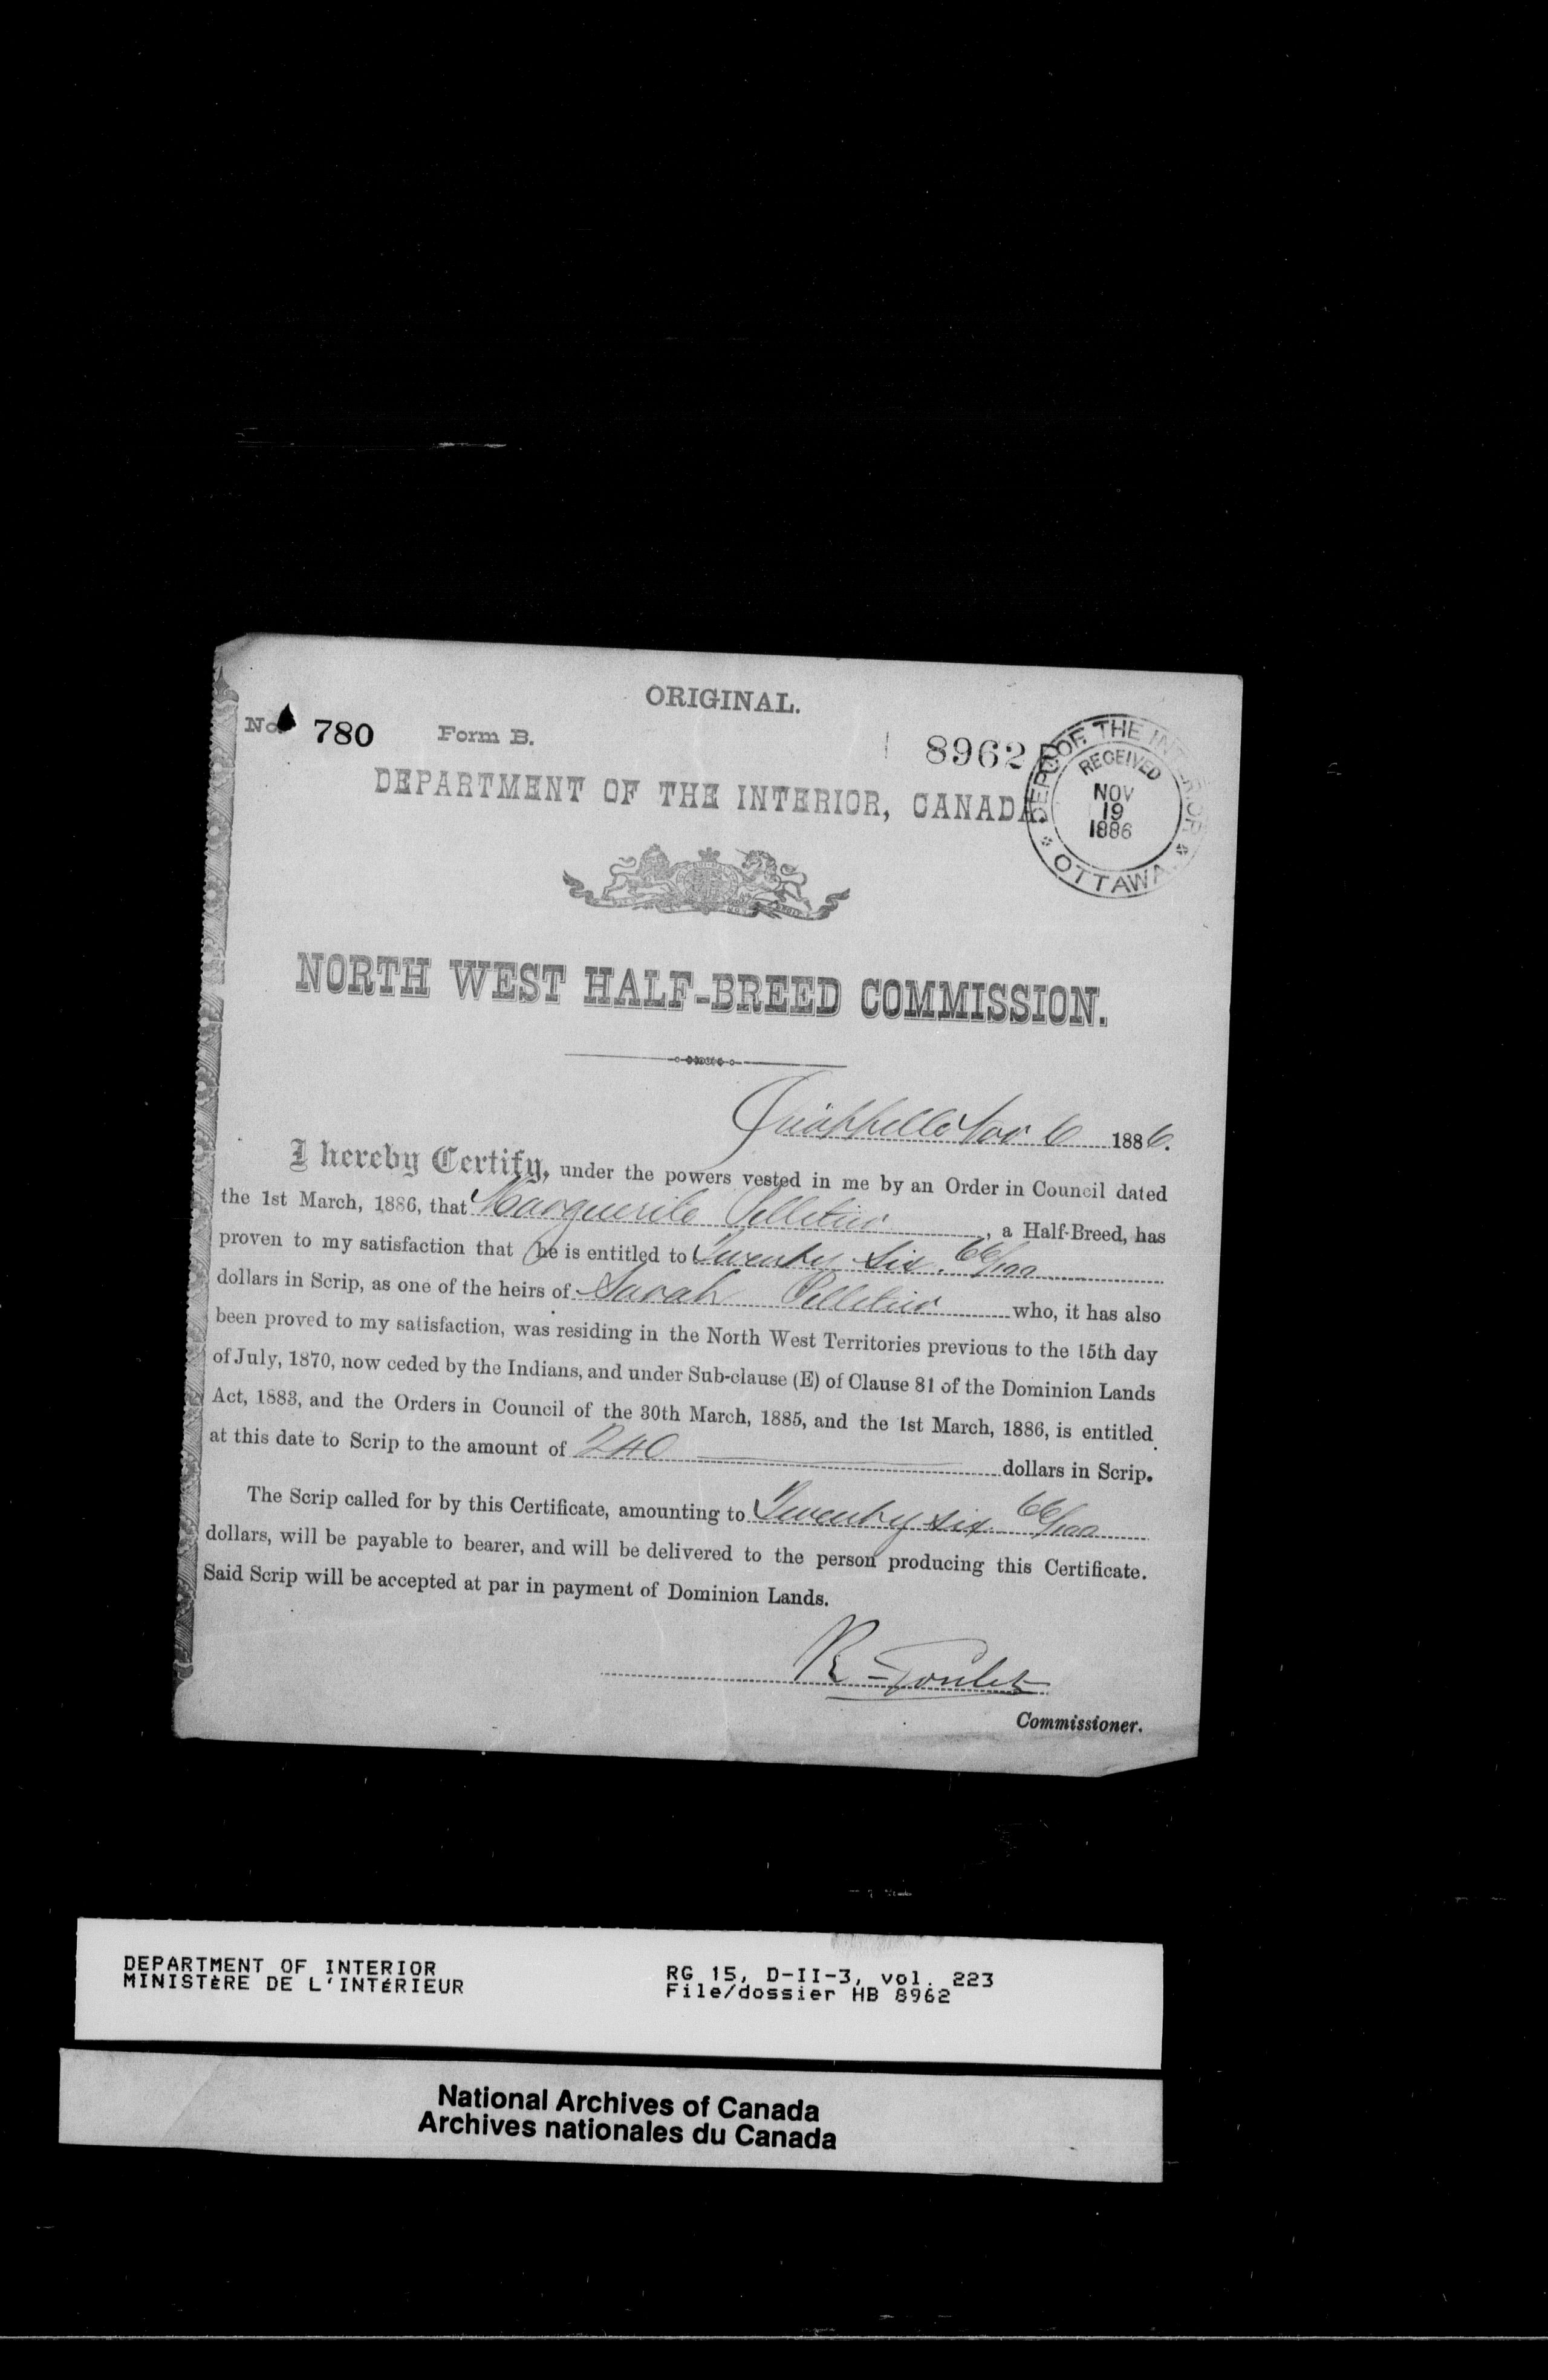 ORIGINAL.
No. 780 Form B. 8962
DEPT. OF THE INTERIOR
RECEIVED
NOV
19
1886
OTTAWA
DEPARTMENT OF THE INTERIOR, CANADA.
NORTH WEST HALF-BREED COMMISSION.
Qu'appelle Nov 6 1886.
I hereby Certify, under the powers vested in me by an Order in Council dated
the 1st March, 1886, that Marguerite Pelletier, a Half-Breed, has
proven to my satisfaction that he is entitled to Twenty Six 66/100
dollars in Scrip, as one of the heirs of Sarah Pelletier who, it has also
been proved to my satisfaction, was residing in the North West Territories previous to the 15th day
of July, 1870, now ceded by the Indians, and under Sub-clause (E) of Clause 81 of the Dominion Lands
Act, 1883, and the Orders in Council of the 30th March, 1885, and the 1st March, 1886, is entitled
at this date to Scrip to the amount of 240 dollars in Scrip.
The Scrip called for by this Certificate, amounting to Twenty six 66/100
dollars, will be payable to bearer, and will be delivered to the person producing this Certificate.
Said Scrip will be accepted at par in payment of Dominion Lands.
R Goulet
Commissioner.
DEPARTMENT OF INTERIOR
MINISTÈRE DE L'INTÉRIEUR
RG 15, D-II-3, vol. 223
File/dossier HB 8962
National Archives of Canada
Archives nationales du Canada